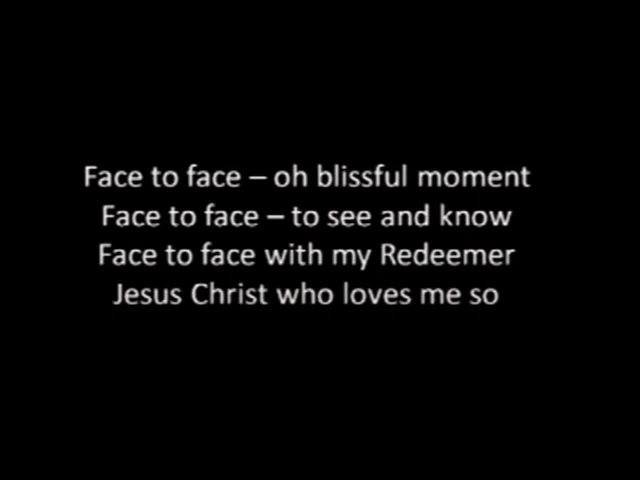 Face to face – oh blissful moment
Face to face – to see and know
Face to face with my Redeemer
Jesus Christ who loves me so